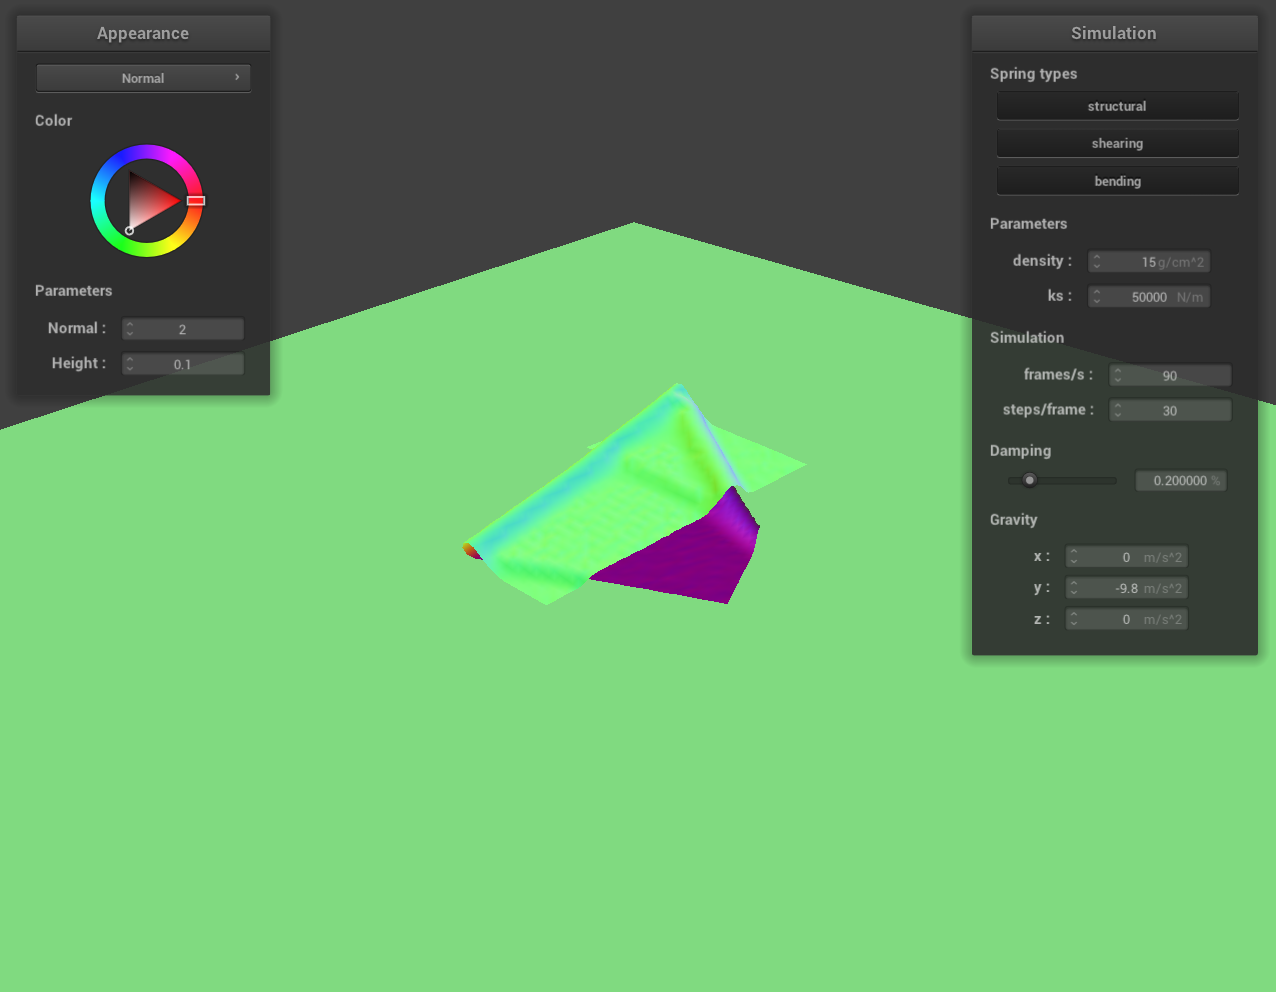 Appearance
Normal
Color
Parameters
Normal : 2
Height : 0.1
Simulation
Spring types
structural
shearing
bending
Parameters
density : 15 g/cm^2
ks : 50000 N/m
Simulation
frames/s : 90
steps/frame : 30
Damping
0.200000 %
Gravity
x : 0 m/s^2
y : -9.8 m/s^2
z : 0 m/s^2